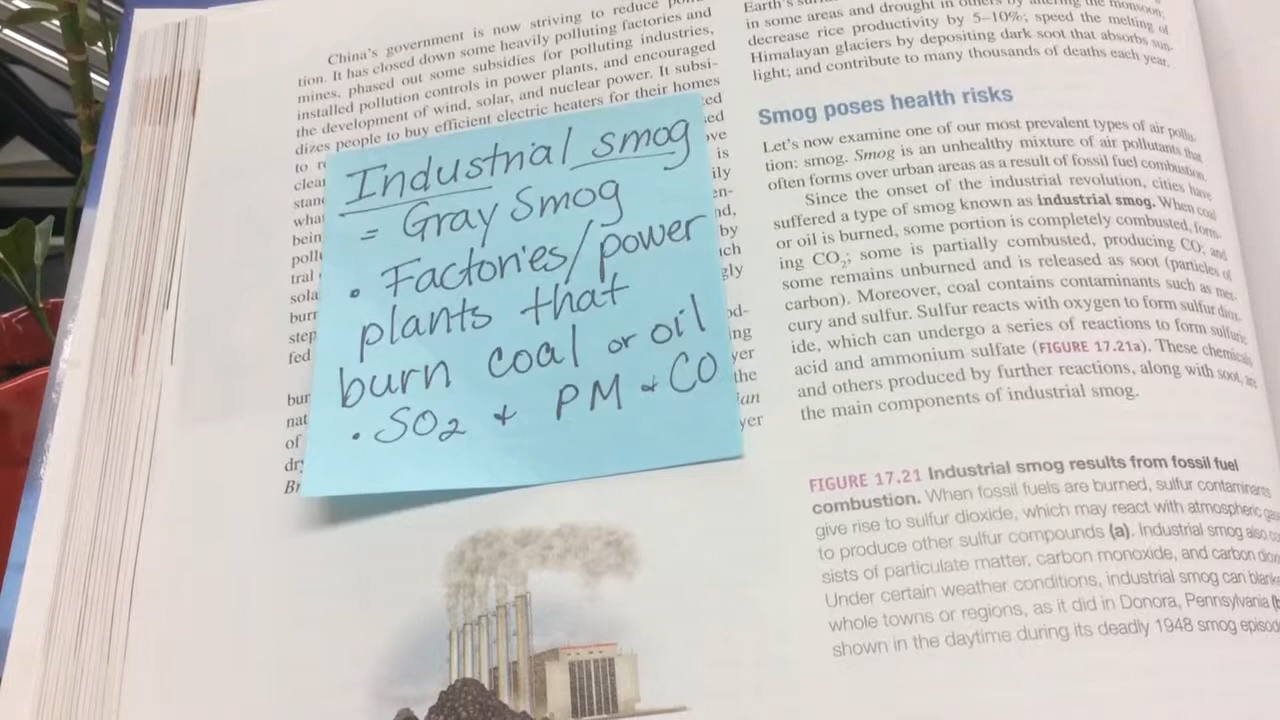 China's government is now striving to reduce
tion. It has closed down some heavily polluting factories and
mines, phased out some subsidies for polluting industries,
installed pollution controls in power plants, and encouraged
the development of wind, solar, and nuclear power. It subsi-
dizes people to buy efficient electric heaters for their homes
Industrial smog
= Gray Smog
• Factories/power
plants that
burn coal or oil
• SO2 + PM + CO
in some areas and drought in others by altering the monsoon;
decrease rice productivity by 5–10%; speed the melting of
Himalayan glaciers by depositing dark soot that absorbs sun-
light; and contribute to many thousands of deaths each year.
Smog poses health risks
Let's now examine one of our most prevalent types of air pollu-
tion: smog. Smog is an unhealthy mixture of air pollutants that
often forms over urban areas as a result of fossil fuel combustion.
Since the onset of the industrial revolution, cities have
suffered a type of smog known as industrial smog. When coal
or oil is burned, some portion is completely combusted, form-
ing CO2; some is partially combusted, producing CO; and
some remains unburned and is released as soot (particles of
carbon). Moreover, coal contains contaminants such as mer-
cury and sulfur. Sulfur reacts with oxygen to form sulfur diox-
ide, which can undergo a series of reactions to form sulfuric
acid and ammonium sulfate (FIGURE 17.21a). These chemicals
and others produced by further reactions, along with soot, are
the main components of industrial smog.
FIGURE 17.21 Industrial smog results from fossil fuel
combustion. When fossil fuels are burned, sulfur contaminants
give rise to sulfur dioxide, which may react with atmospheric
to produce other sulfur compounds (a). Industrial smog also
sists of particulate matter, carbon monoxide, and carbon
Under certain weather conditions, industrial smog can
whole towns or regions, as it did in Donora, Pennsylvania
shown in the daytime during its deadly 1948 smog